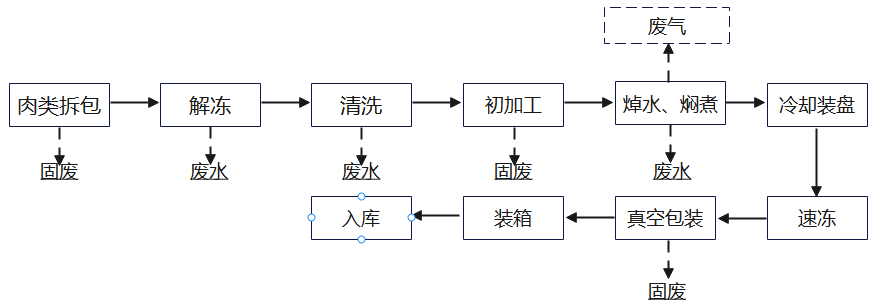 废气
肉类拆包
解冻
清洗
初加工
焯水、焖煮
冷却装盘
固废
废水
废水
固废
废水
入库
装箱
真空包装
速冻
固废